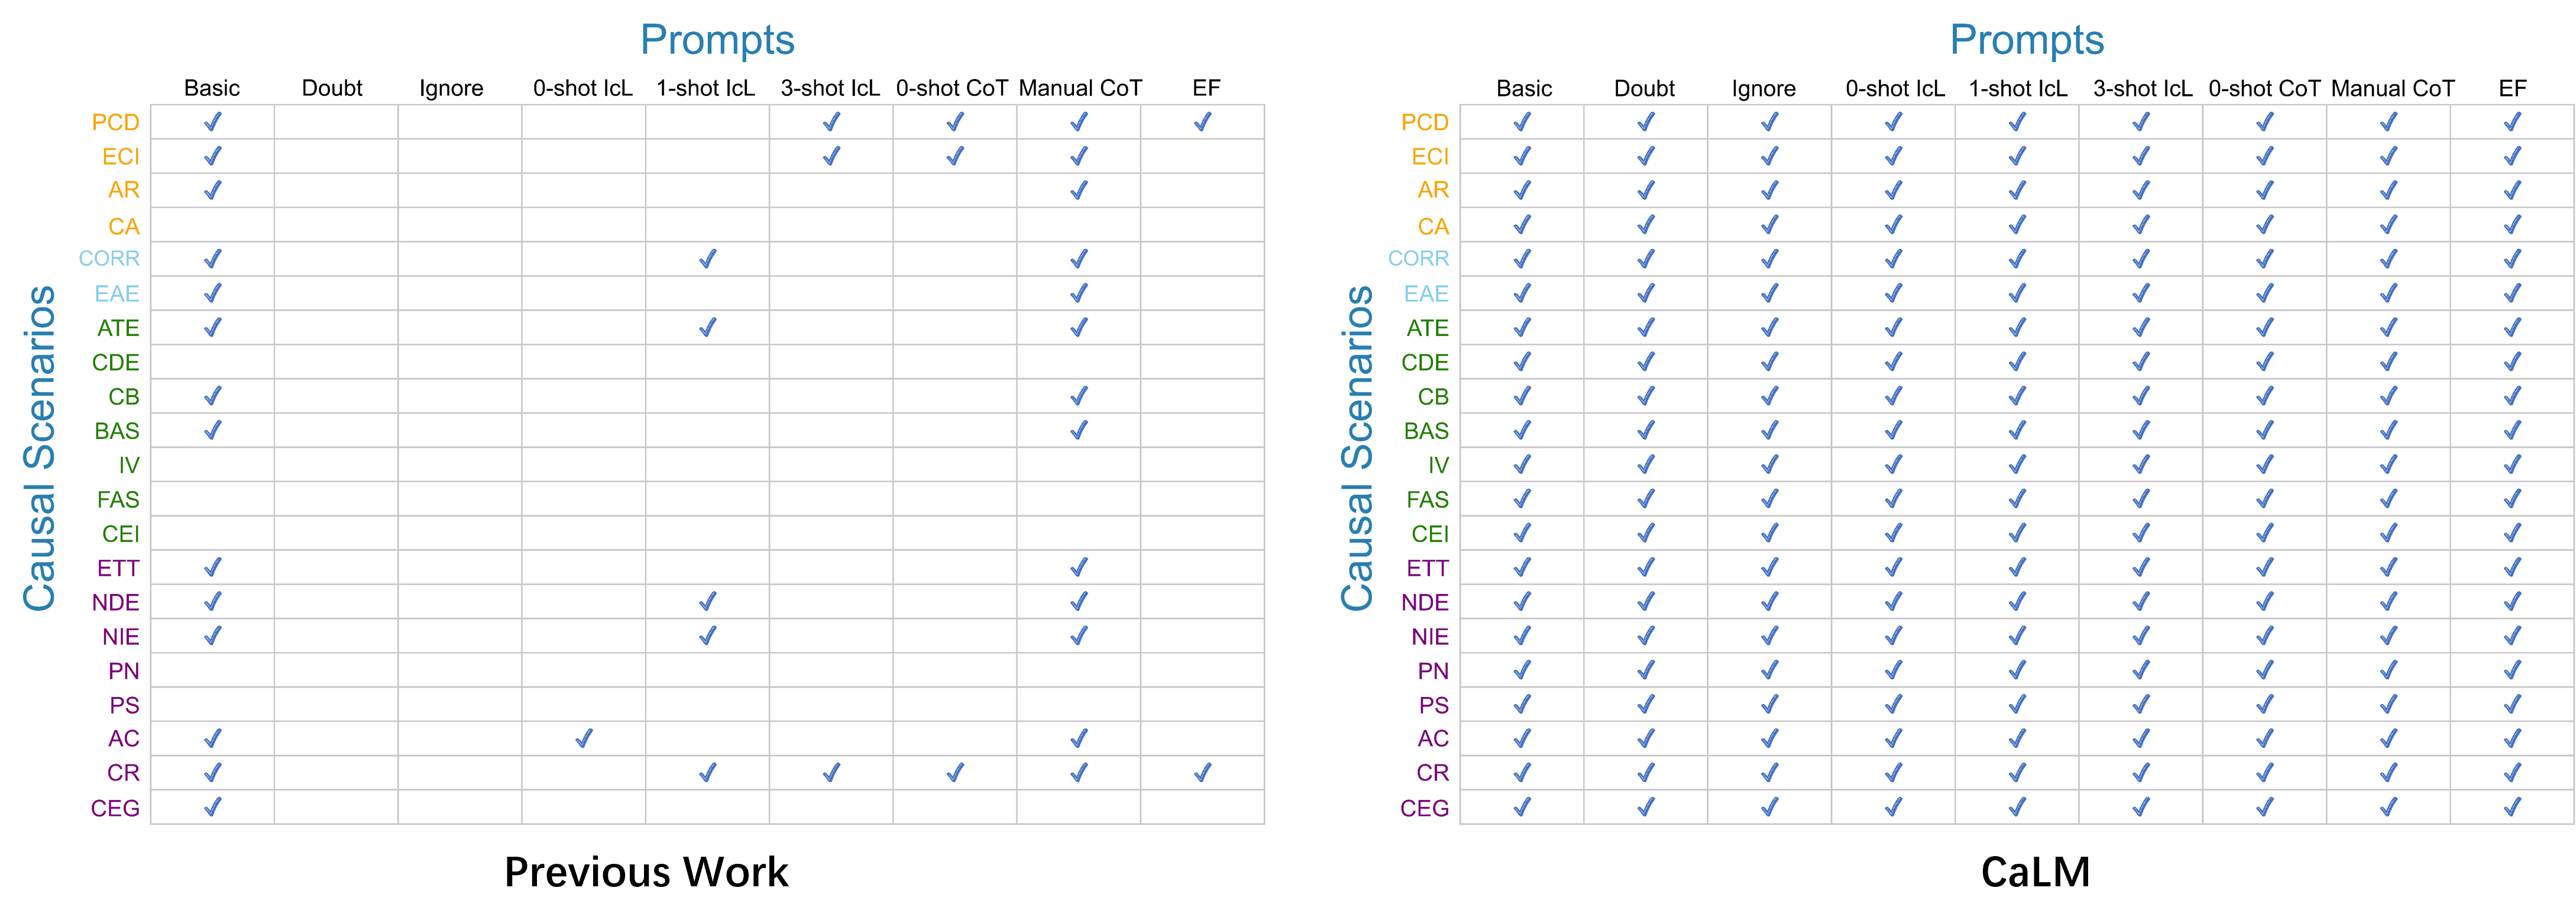 Prompts
Basic Doubt Ignore 0-shot IcL 1-shot IcL 3-shot IcL 0-shot CoT Manual CoT EF
Causal Scenarios
PCD
ECI
AR
CA
CORR
EAE
ATE
CDE
CB
BAS
IV
FAS
CEI
ETT
NDE
NIE
PN
PS
AC
CR
CEG
Previous Work
Prompts
Basic Doubt Ignore 0-shot IcL 1-shot IcL 3-shot IcL 0-shot CoT Manual CoT EF
Causal Scenarios
PCD
ECI
AR
CA
CORR
EAE
ATE
CDE
CB
BAS
IV
FAS
CEI
ETT
NDE
NIE
PN
PS
AC
CR
CEG
CaLM